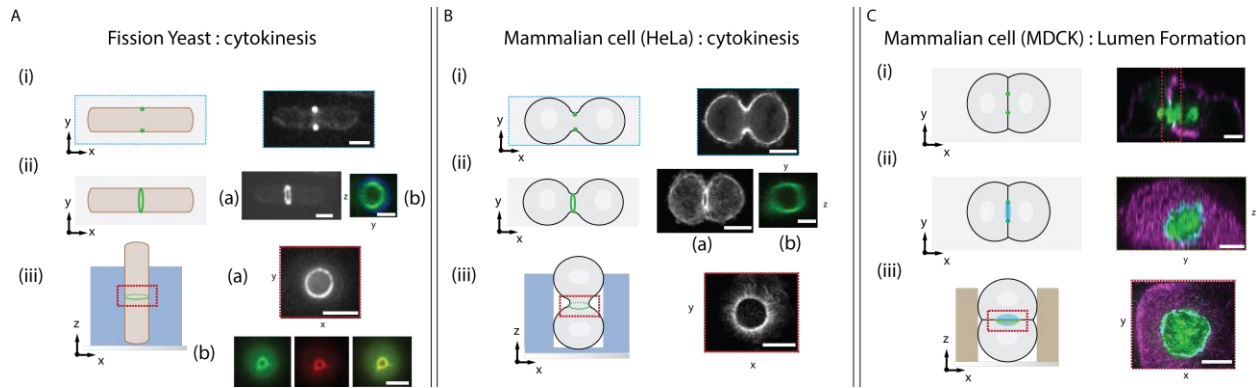 A
Fission Yeast : cytokinesis
(i)
y
x
(ii)
y
x
(a)
z
y
(b)
(iii)
z
x
(a)
y
x
(b)
B
Mammalian cell (HeLa) : cytokinesis
(i)
y
x
(ii)
y
x
(a)
y
z
(b)
(iii)
z
x
y
x
C
Mammalian cell (MDCK) : Lumen Formation
(i)
y
x
(ii)
y
x
z
y
(iii)
z
x
y
x